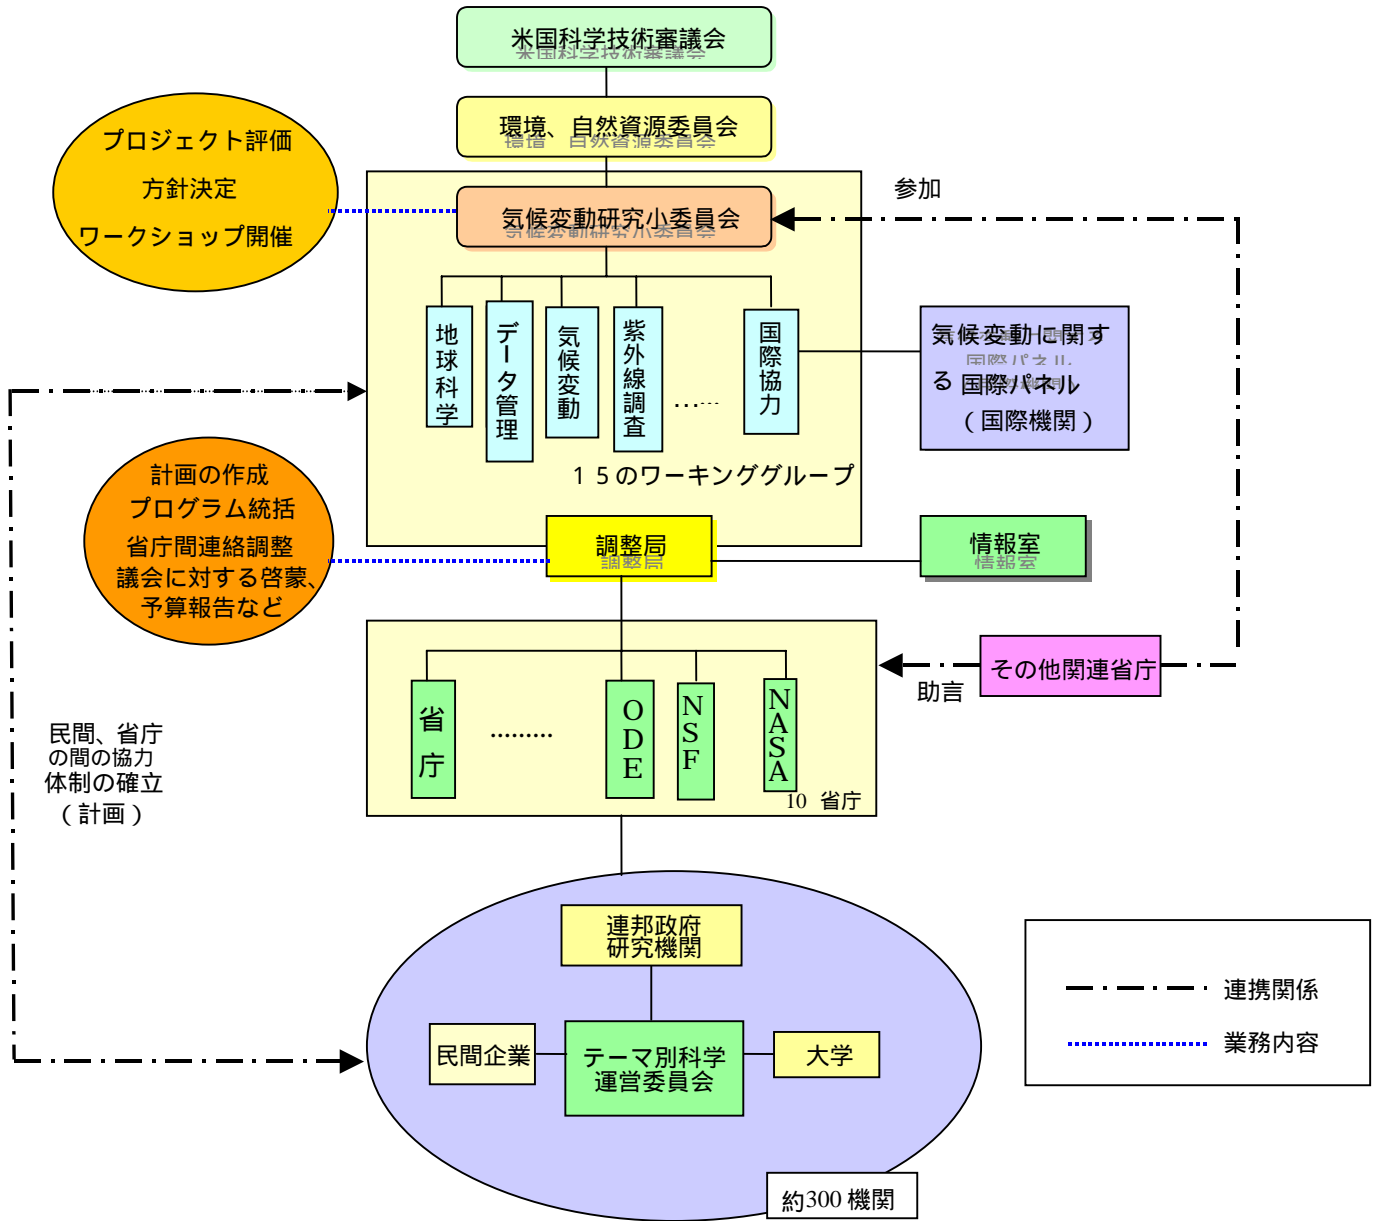 米国科学技術審議会
環境、自然資源委員会
プロジェクト評価
方針決定
ワークショップ開催
気候変動研究小委員会
参加
地球科学
データ管理
気候変動
紫外線調査
……
国際協力
１５のワーキンググループ
気候変動に関す
る 国際パネル
（国際機関）
計画の作成
プログラム統括
省庁間連絡調整
議会に対する啓蒙、
予算報告など
調整局
情報室
その他関連省庁
助言
省庁
………
ODE
NSF
NASA
10 省庁
民間、省庁
の間の協力
体制の確立
（計画）
連邦政府
研究機関
民間企業
テーマ別科学
運営委員会
大学
約300 機関
連携関係
業務内容